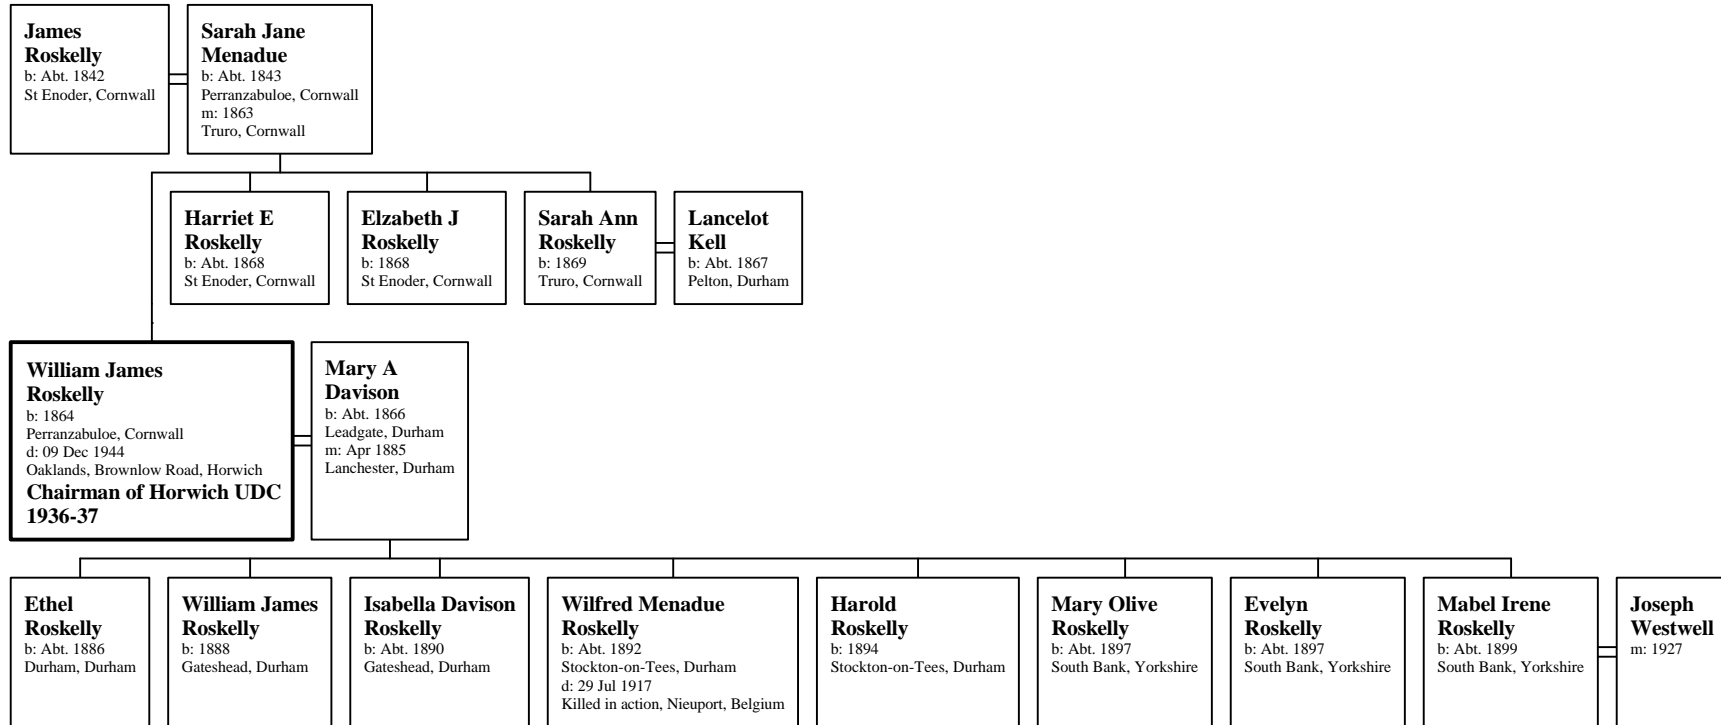 James
Roskelly
b: Abt. 1842
St Enoder, Cornwall
Sarah Jane
Menadue
b: Abt. 1843
Perranzabuloe, Cornwall
m: 1863
Truro, Cornwall
Harriet E
Roskelly
b: Abt. 1868
St Enoder, Cornwall
Elzabeth J
Roskelly
b: 1868
St Enoder, Cornwall
Sarah Ann
Roskelly
b: 1869
Truro, Cornwall
Lancelot
Kell
b: Abt. 1867
Pelton, Durham
William James
Roskelly
b: 1864
Perranzabuloe, Cornwall
d: 09 Dec 1944
Oaklands, Brownlow Road, Horwich
Chairman of Horwich UDC
1936-37
Mary A
Davison
b: Abt. 1866
Leadgate, Durham
m: Apr 1885
Lanchester, Durham
Ethel
Roskelly
b: Abt. 1886
Durham, Durham
William James
Roskelly
b: 1888
Gateshead, Durham
Isabella Davison
Roskelly
b: Abt. 1890
Gateshead, Durham
Wilfred Menadue
Roskelly
b: Abt. 1892
Stockton-on-Tees, Durham
d: 29 Jul 1917
Killed in action, Nieuport, Belgium
Harold
Roskelly
b: 1894
Stockton-on-Tees, Durham
Mary Olive
Roskelly
b: Abt. 1897
South Bank, Yorkshire
Evelyn
Roskelly
b: Abt. 1897
South Bank, Yorkshire
Mabel Irene
Roskelly
b: Abt. 1899
South Bank, Yorkshire
Joseph
Westwell
m: 1927